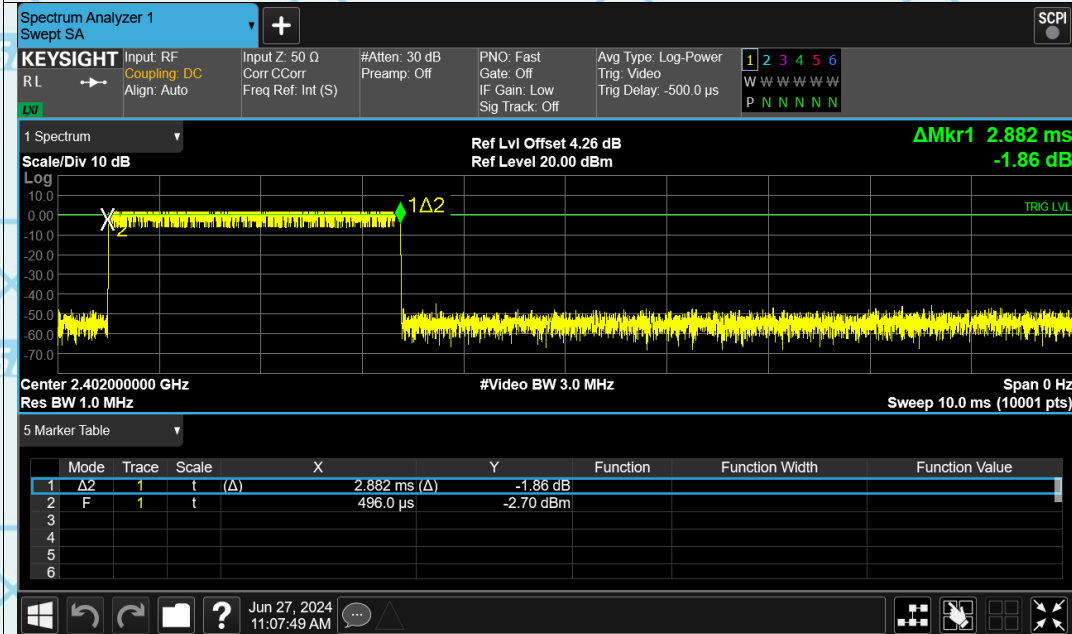 Spectrum Analyzer 1
Swept SA
+
SCPI
KEYSIGHT
RL
LXI
Input: RF
Coupling: DC
Align: Auto
Input Z: 50 Ω
Corr CCorr
Freq Ref: Int (S)
#Atten: 30 dB
Preamp: Off
PNO: Fast
Gate: Off
IF Gain: Low
Sig Track: Off
Avg Type: Log-Power
Trig: Video
Trig Delay: -500.0 µs
1 2 3 4 5 6
W W W W W W
P N N N N N
1 Spectrum
Scale/Div 10 dB
Ref Lvl Offset 4.26 dB
Ref Level 20.00 dBm
ΔMkr1 2.882 ms
-1.86 dB
Log
10.0
0.00
-10.0
-20.0
-30.0
-40.0
-50.0
-60.0
-70.0
1Δ2
2
TRIG LVL
Center 2.402000000 GHz
#Video BW 3.0 MHz
Span 0 Hz
Res BW 1.0 MHz
Sweep 10.0 ms (10001 pts)
5 Marker Table
Mode Trace Scale X Y Function Function Width Function Value
1 Δ2 1 t (Δ) 2.882 ms (Δ) -1.86 dB
2 F 1 t 496.0 µs -2.70 dBm
3
4
5
6
?
Jun 27, 2024
11:07:49 AM